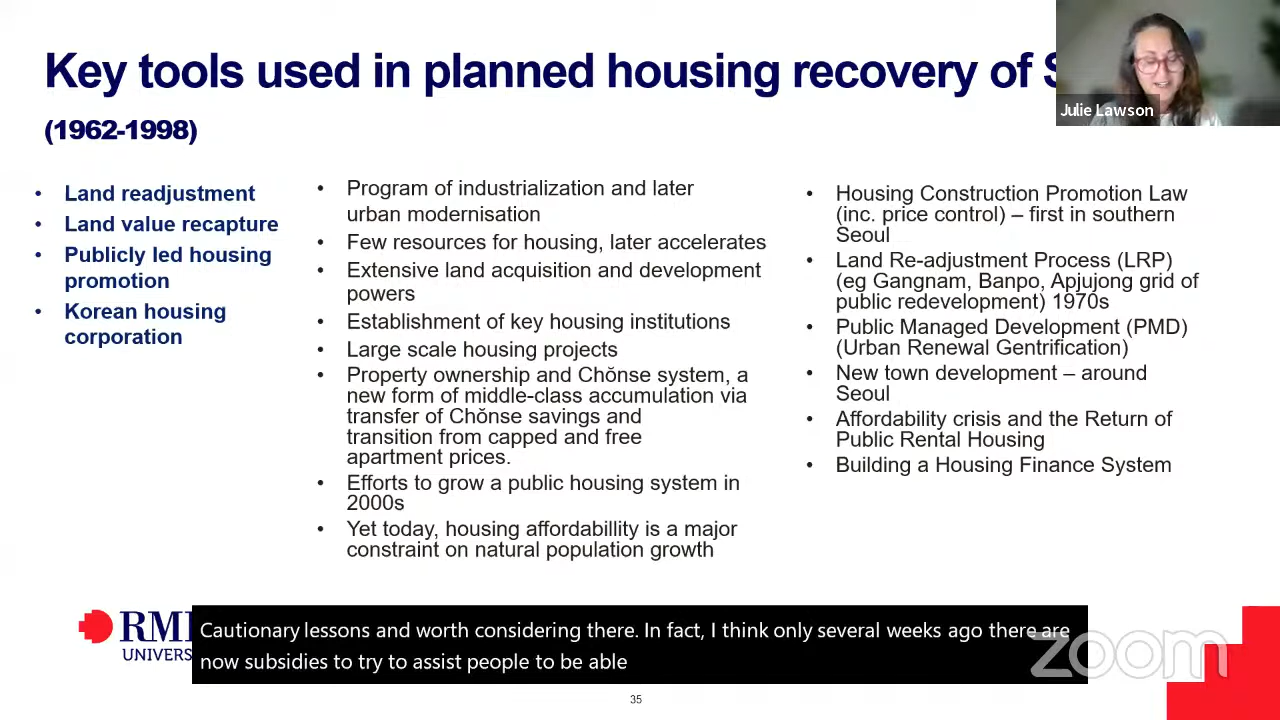 Key tools used in planned housing recovery of
(1962-1998)
Julie Lawson
• Land readjustment
• Land value recapture
• Publicly led housing
promotion
• Korean housing
corporation
• Program of industrialization and later
urban modernisation
• Few resources for housing, later accelerates
• Extensive land acquisition and development
powers
• Establishment of key housing institutions
• Large scale housing projects
• Property ownership and Chŏnse system, a
new form of middle-class accumulation via
transfer of Chŏnse savings and
transition from capped and free
apartment prices.
• Efforts to grow a public housing system in
2000s
• Yet today, housing affordabillity is a major
constraint on natural population growth
• Housing Construction Promotion Law
(inc. price control) – first in southern
Seoul
• Land Re-adjustment Process (LRP)
(eg Gangnam, Banpo, Apjujong grid of
public redevelopment) 1970s
• Public Managed Development (PMD)
(Urban Renewal Gentrification)
• New town development – around
Seoul
• Affordability crisis and the Return of
Public Rental Housing
• Building a Housing Finance System
Cautionary lessons and worth considering there. In fact, I think only several weeks ago there are
now subsidies to try to assist people to be able
zoom
35